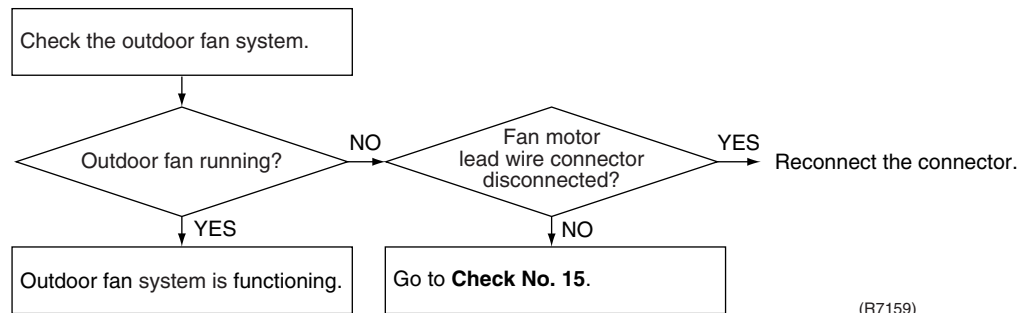 Check the outdoor fan system.
Outdoor fan running?
NO
Fan motor
lead wire connector
disconnected?
YES
Reconnect the connector.
YES
Outdoor fan system is functioning.
NO
Go to Check No. 15.
(R7159)